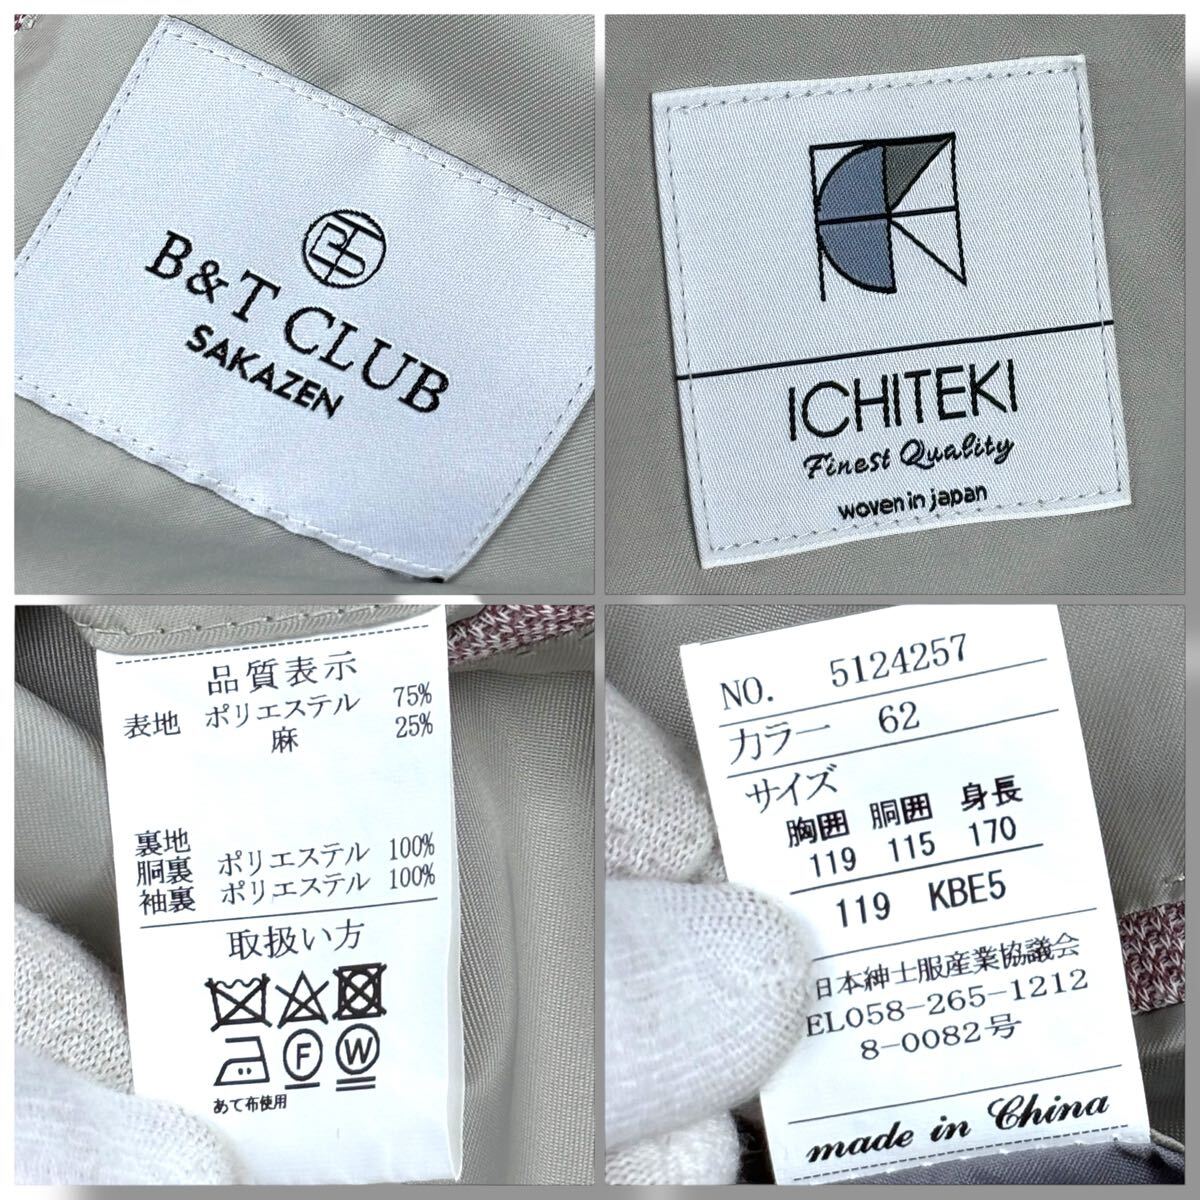 B&T CLUB
SAKAZEN
ICHITEKI
Finest Quality
woven in japan
品質表示
表地 ポリエステル 75%
麻 25%
裏地
胴裏 ポリエステル 100%
袖裏 ポリエステル 100%
取扱い方
F W
あて布使用
NO. 5124257
カラー 62
サイズ
胸囲 胴囲 身長
119 115 170
119 KBE5
日本紳士服産業協議会
EL058-265-1212
8-0082号
made in China